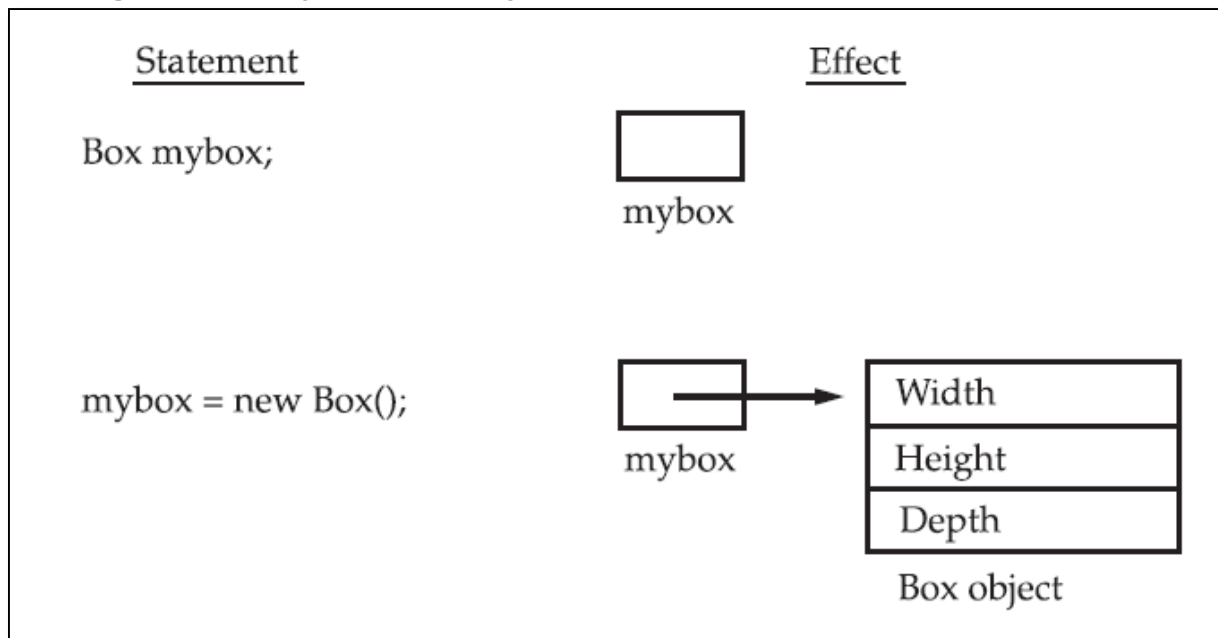 Statement
Effect
Box mybox;
mybox
mybox = new Box();
mybox
Width
Height
Depth
Box object